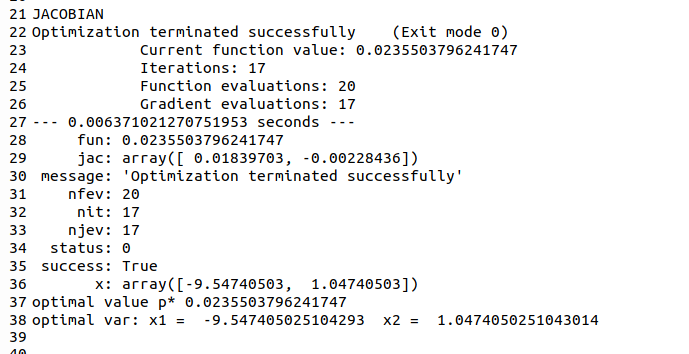 21 JACOBIAN
22 Optimization terminated successfully    (Exit mode 0)
23             Current function value: 0.0235503796241747
24             Iterations: 17
25             Function evaluations: 20
26             Gradient evaluations: 17
27 --- 0.006371021270751953 seconds ---
28      fun: 0.0235503796241747
29      jac: array([ 0.01839703, -0.00228436])
30  message: 'Optimization terminated successfully'
31     nfev: 20
32      nit: 17
33     njev: 17
34   status: 0
35  success: True
36        x: array([-9.54740503,  1.04740503])
37 optimal value p* 0.0235503796241747
38 optimal var: x1 =  -9.547405025104293  x2 =  1.0474050251043014
39